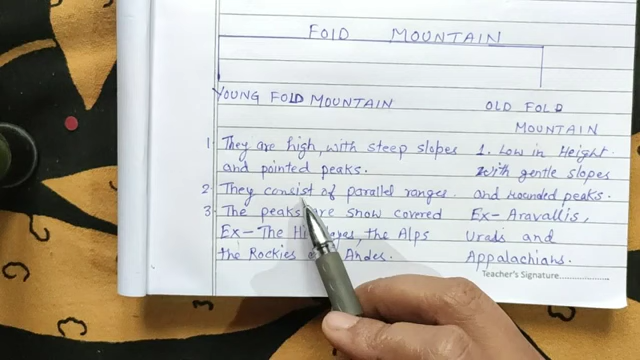 FOlD MOUNTAIN
YOUNG FOlD MOUNTAIN
1. They are high, with steep slopes
and pointed peaks.
2. They consist of parallel ranges.
3. The peaks are snow covered
Ex- The Himalayas, the Alps
the Rockies Andes.
OLD FOLD
MOUNTAIN
1. Low in Height.
with gentle slopes
and rounded peaks.
Ex- Aravallis,
Urals and
Appalachians.
Teacher's Signature....................